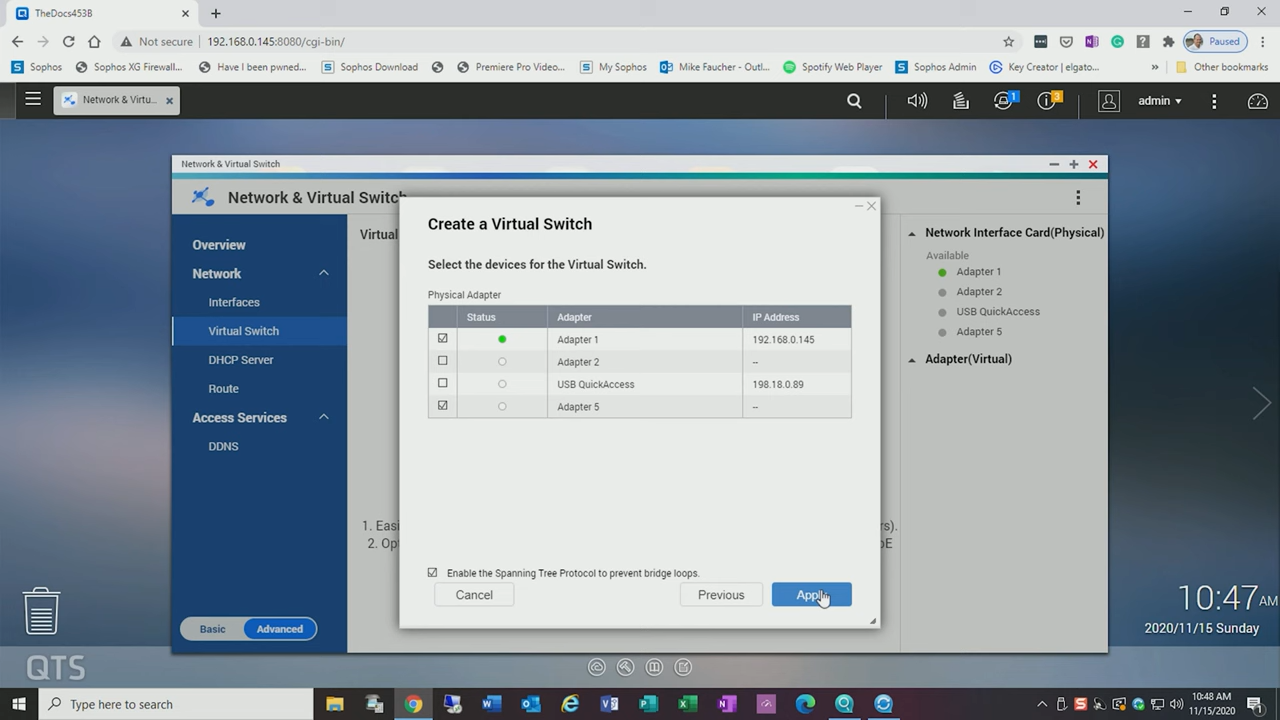 TheDocs453B
Not secure 192.168.0.145:8080/cgi-bin/ Paused
Sophos Sophos XG Firewall... Have I been pwned... Sophos Download Premiere Pro Video... My Sophos Mike Faucher - Outl... Spotify Web Player Sophos Admin Key Creator | elgato... » Other bookmarks
Network & Virtu... 1 3 admin
Network & Virtual Switch
Network & Virtual Switch
Overview
Network
Interfaces
Virtual Switch
DHCP Server
Route
Access Services
DDNS
Basic Advanced
Virtual
1. Easi
rs).
2. Opt
oE
Create a Virtual Switch
Select the devices for the Virtual Switch.
Physical Adapter
Status Adapter IP Address
Adapter 1 192.168.0.145
Adapter 2 --
USB QuickAccess 198.18.0.89
Adapter 5 --
Enable the Spanning Tree Protocol to prevent bridge loops.
Cancel Previous Apply
Network Interface Card(Physical)
Available
Adapter 1
Adapter 2
USB QuickAccess
Adapter 5
Adapter(Virtual)
10:47AM
2020/11/15 Sunday
QTS
Type here to search
10:48 AM
11/15/2020